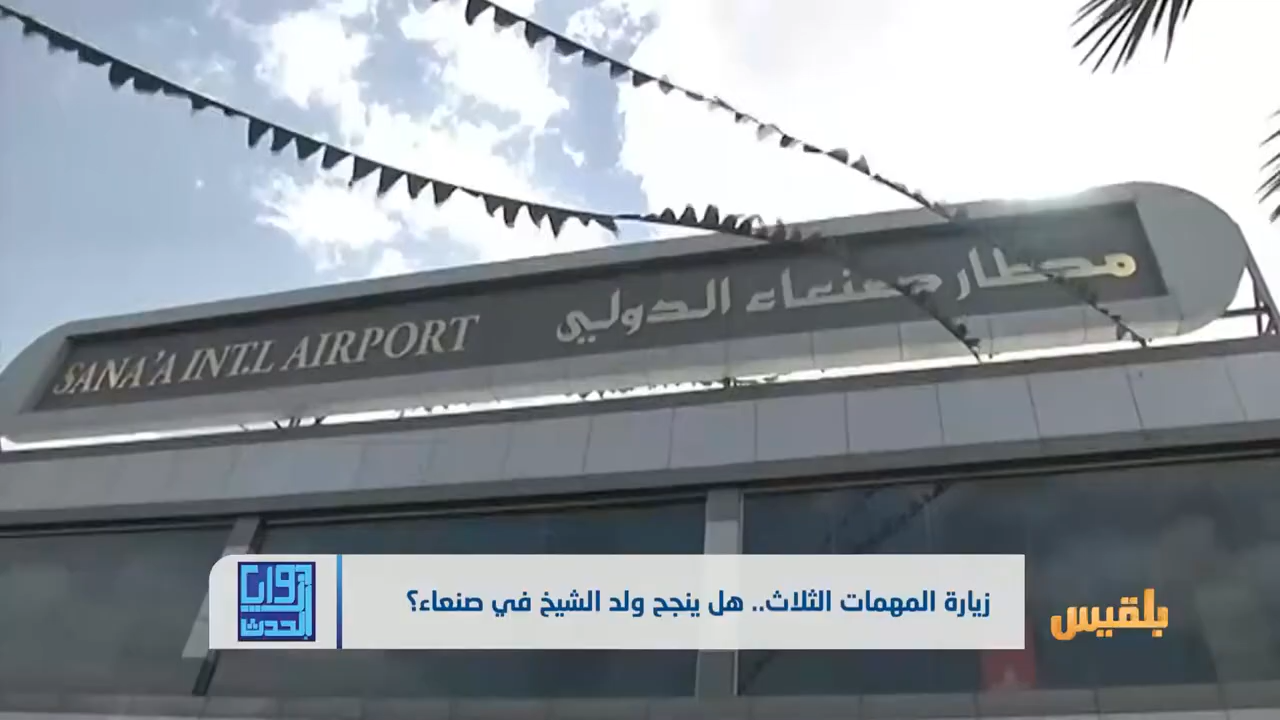 مطار صنعاء الدولي
SANA'A INT.L AIRPORT
زيارة المهمات الثلاث.. هل ينجح ولد الشيخ في صنعاء؟
زوايا الحدث
بلقيس